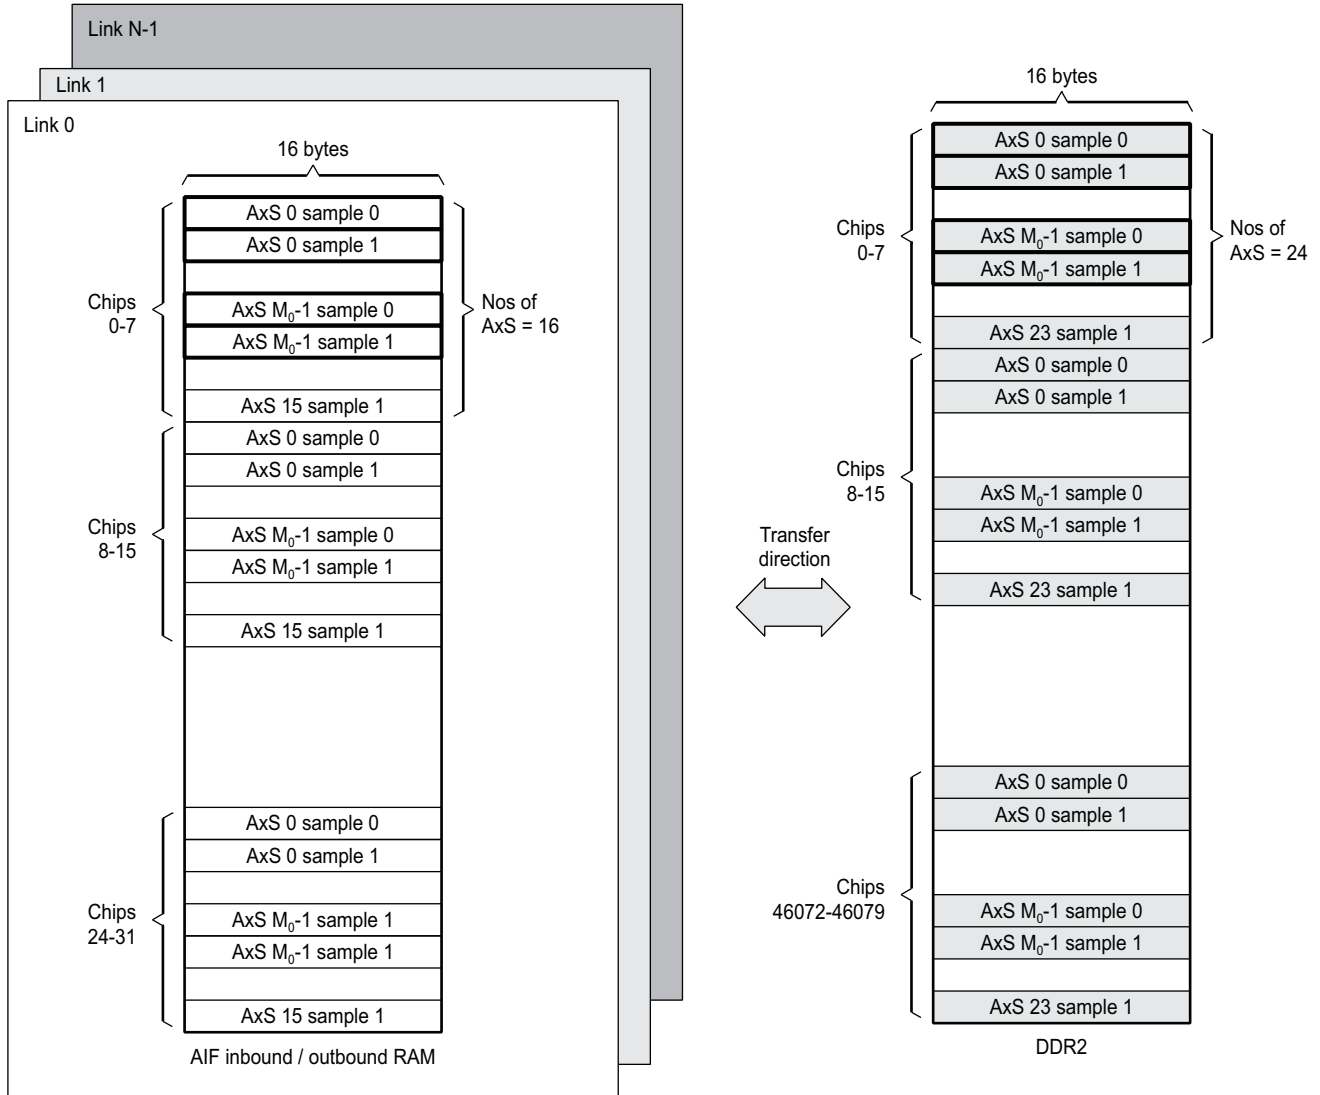 Link N-1
Link 1
Link 0
16 bytes
AxS 0 sample 0
AxS 0 sample 1
AxS M₀-1 sample 0
AxS M₀-1 sample 1
AxS 15 sample 1
Chips
0-7
Nos of
AxS = 16
AxS 0 sample 0
AxS 0 sample 1
AxS M₀-1 sample 0
AxS M₀-1 sample 1
AxS 15 sample 1
Chips
8-15
AxS 0 sample 0
AxS 0 sample 1
AxS M₀-1 sample 1
AxS M₀-1 sample 1
AxS 15 sample 1
Chips
24-31
AIF inbound / outbound RAM
Transfer
direction
16 bytes
AxS 0 sample 0
AxS 0 sample 1
AxS M₀-1 sample 0
AxS M₀-1 sample 1
AxS 23 sample 1
Chips
0-7
Nos of
AxS = 24
AxS 0 sample 0
AxS 0 sample 1
AxS M₀-1 sample 0
AxS M₀-1 sample 1
AxS 23 sample 1
Chips
8-15
AxS 0 sample 0
AxS 0 sample 1
AxS M₀-1 sample 0
AxS M₀-1 sample 1
AxS 23 sample 1
Chips
46072-46079
DDR2